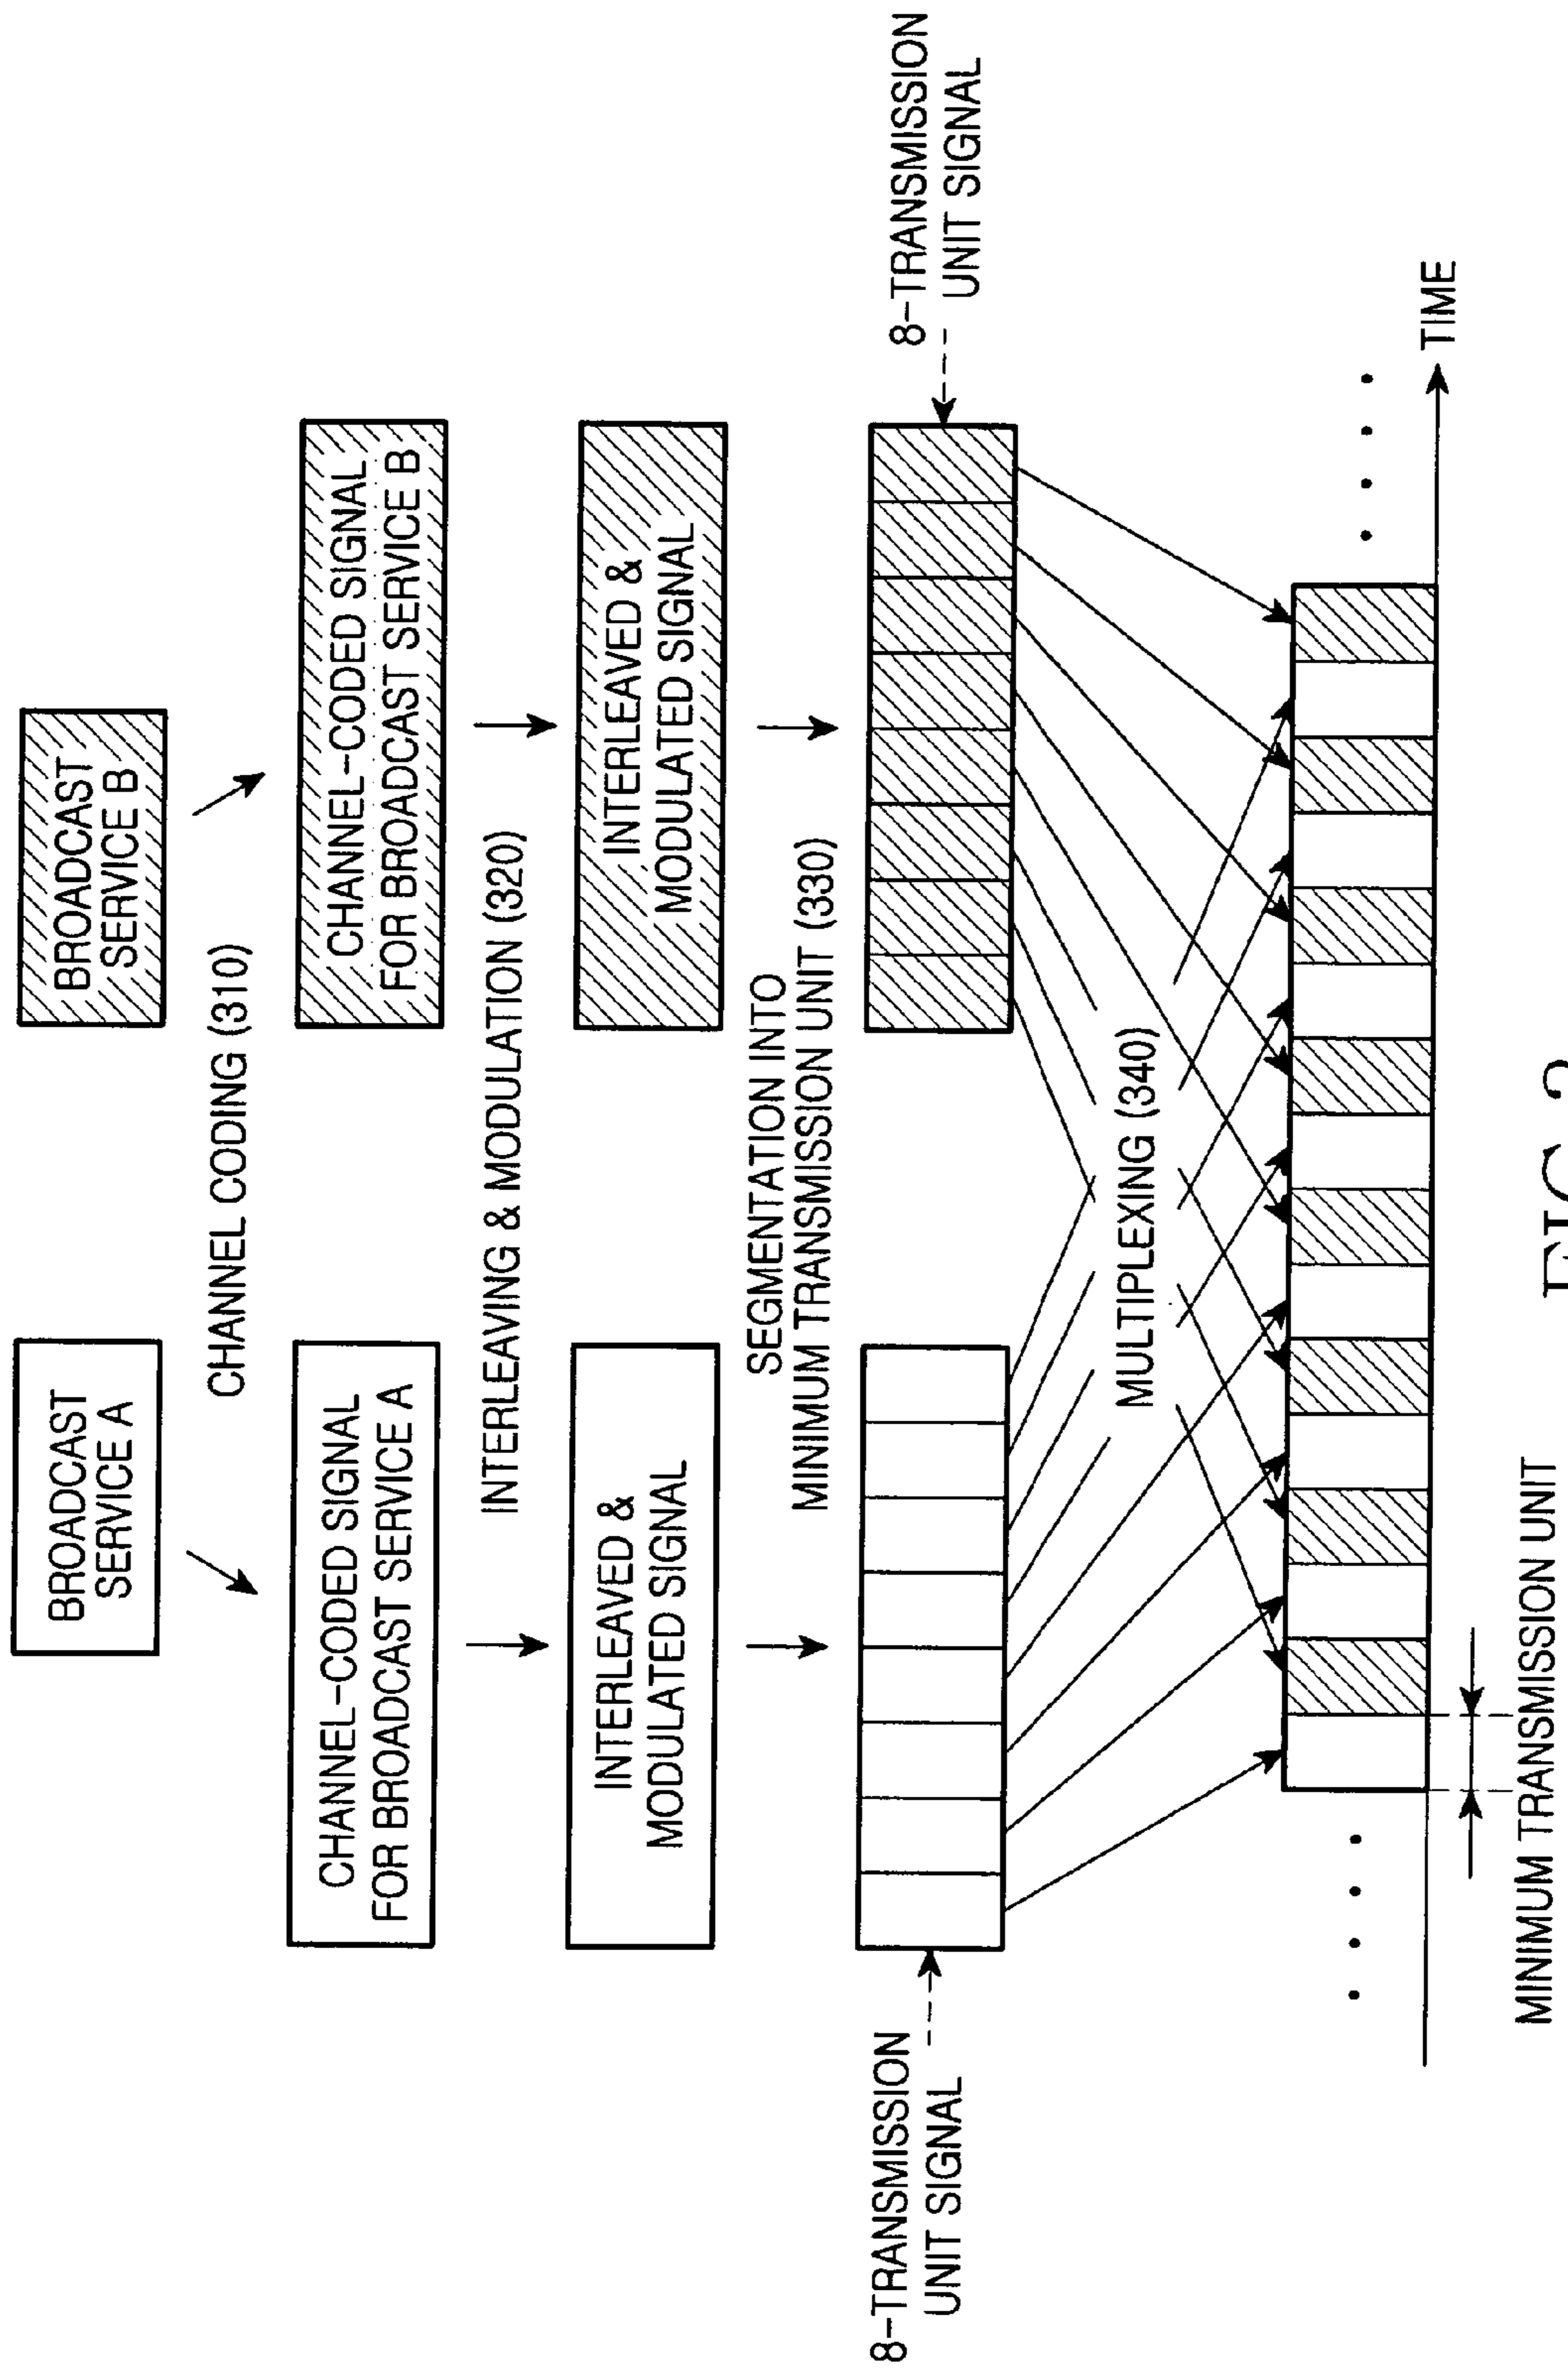 BROADCAST
SERVICE A
BROADCAST
SERVICE B
CHANNEL CODING (310)
CHANNEL-CODED SIGNAL
FOR BROADCAST SERVICE A
CHANNEL-CODED SIGNAL
FOR BROADCAST SERVICE B
INTERLEAVING & MODULATION (320)
INTERLEAVED &
MODULATED SIGNAL
INTERLEAVED &
MODULATED SIGNAL
SEGMENTATION INTO
MINIMUM TRANSMISSION UNIT (330)
8-TRANSMISSION
UNIT SIGNAL
8-TRANSMISSION
UNIT SIGNAL
MULTIPLEXING (340)
TIME
MINIMUM TRANSMISSION UNIT